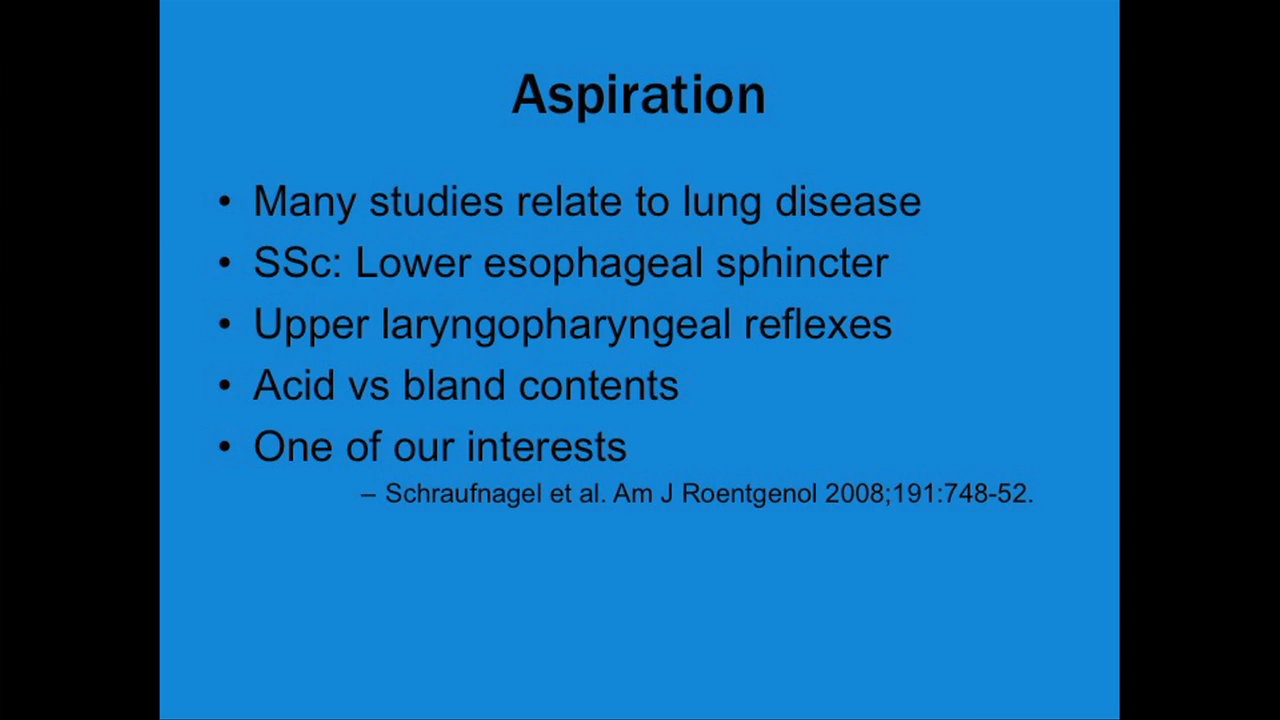 Aspiration
• Many studies relate to lung disease
• SSc: Lower esophageal sphincter
• Upper laryngopharyngeal reflexes
• Acid vs bland contents
• One of our interests
– Schraufnagel et al. Am J Roentgenol 2008;191:748-52.